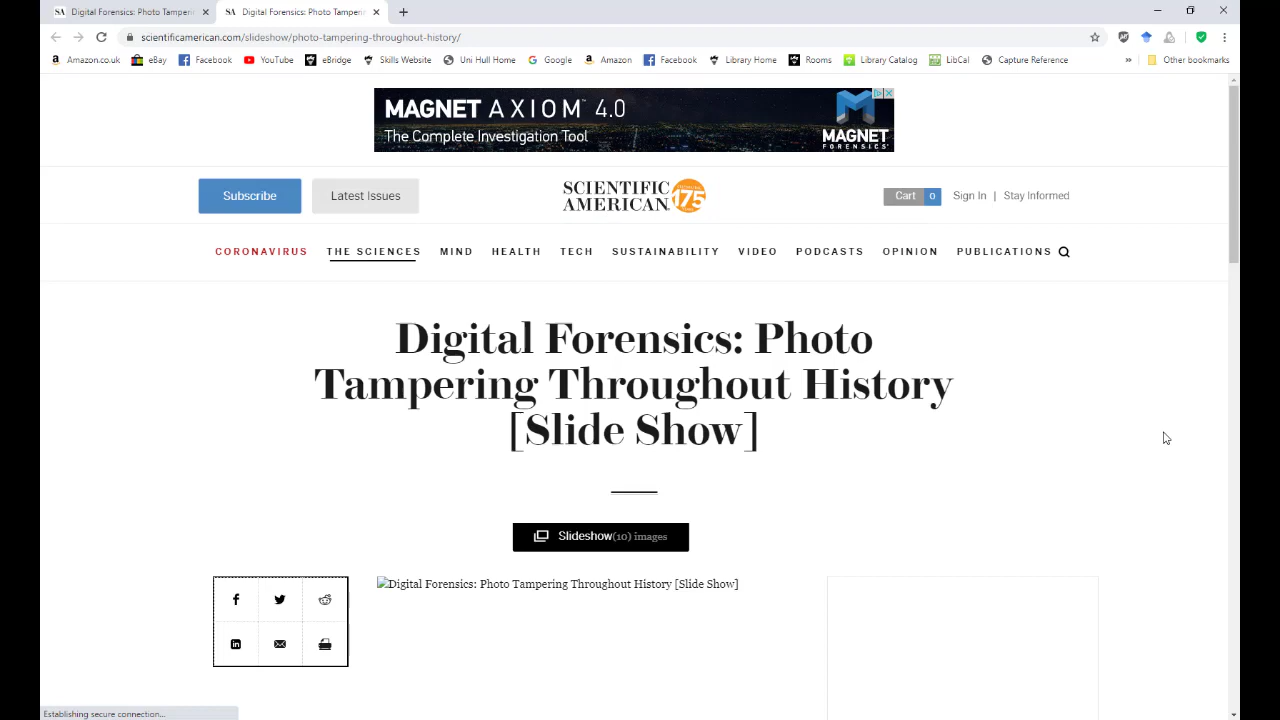 SA Digital Forensics: Photo Tamperin
SA Digital Forensics: Photo Tamperin
scientificamerican.com/slideshow/photo-tampering-throughout-history/
Amazon.co.uk eBay Facebook YouTube eBridge Skills Website Uni Hull Home Google Amazon Facebook Library Home Rooms Library Catalog LibCal Capture Reference » Other bookmarks
MAGNET AXIOM 4.0
The Complete Investigation Tool
MAGNET
FORENSICS
Subscribe
Latest Issues
SCIENTIFIC
AMERICAN
175
Cart 0 Sign In | Stay Informed
CORONAVIRUS THE SCIENCES MIND HEALTH TECH SUSTAINABILITY VIDEO PODCASTS OPINION PUBLICATIONS
Digital Forensics: Photo
Tampering Throughout History
[Slide Show]
Slideshow(10) images
Digital Forensics: Photo Tampering Throughout History [Slide Show]
Establishing secure connection...